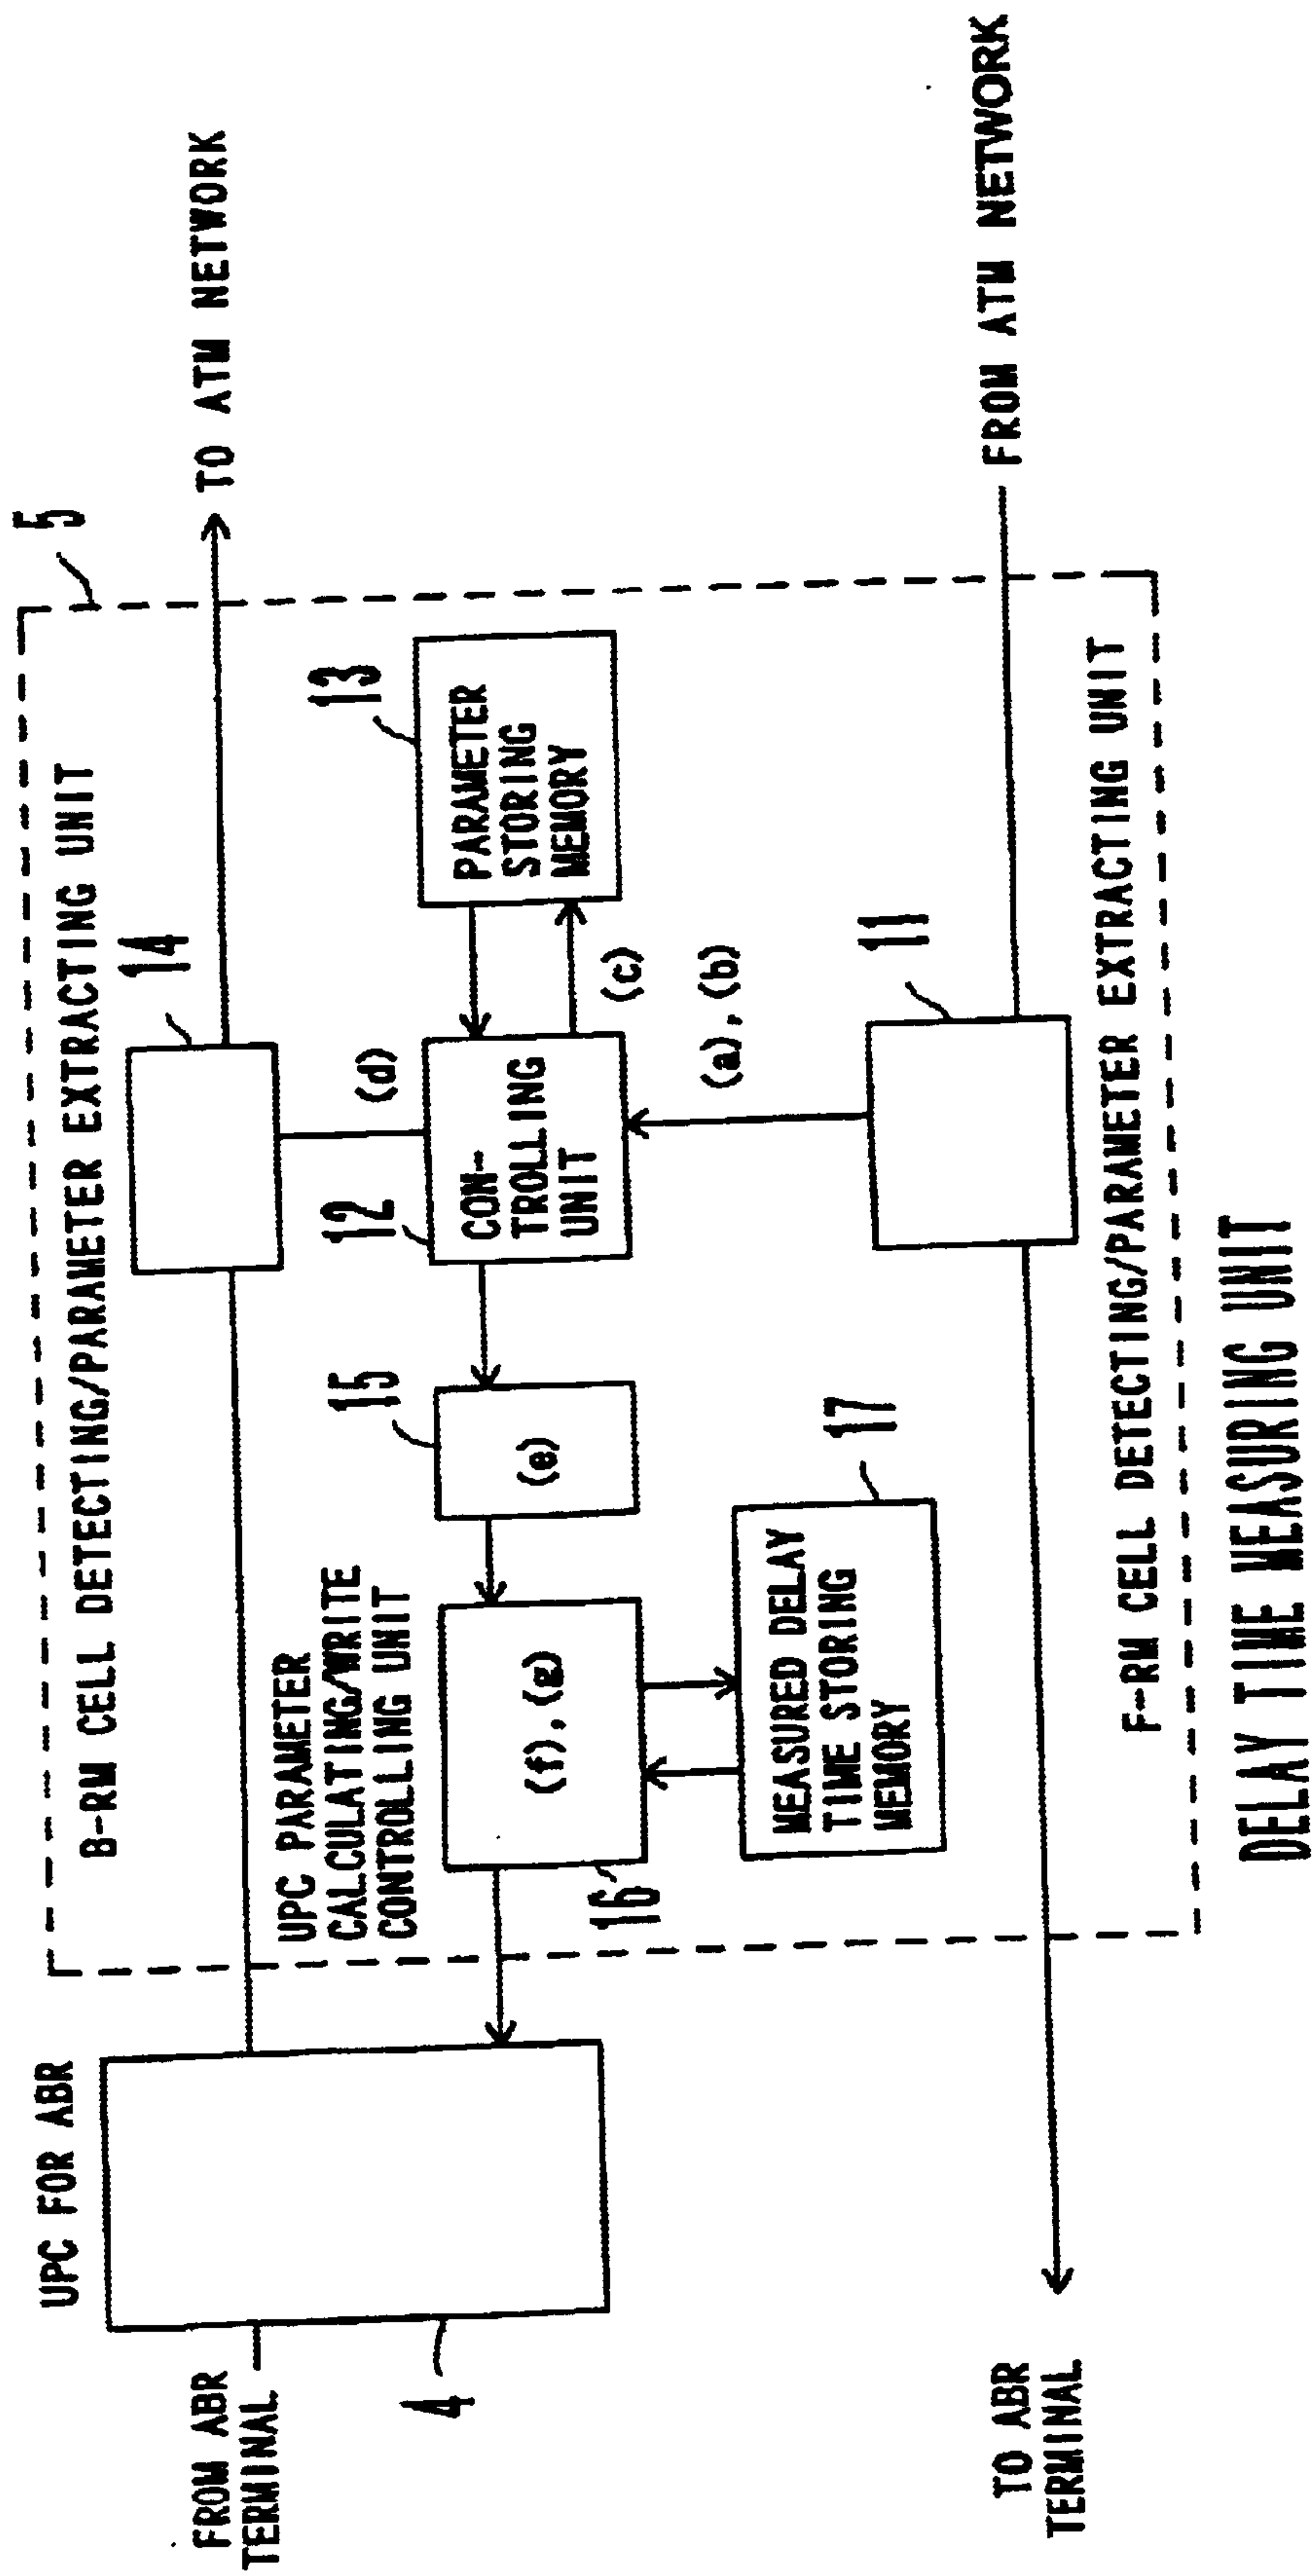 5
B-RM CELL DETECTING/PARAMETER EXTRACTING UNIT
14
TO ATM NETWORK
UPC FOR ABR
FROM ABR
TERMINAL
4
UPC PARAMETER
CALCULATING/WRITE
CONTROLLING UNIT
(f),(g)
16
15
(e)
12
CON-
TROLLING
UNIT
(d)
(c)
13
PARAMETER
STORING
MEMORY
17
MEASURED DELAY
TIME STORING
MEMORY
(a),(b)
11
FROM ATM NETWORK
TO ABR
TERMINAL
F-RM CELL DETECTING/PARAMETER EXTRACTING UNIT
DELAY TIME MEASURING UNIT